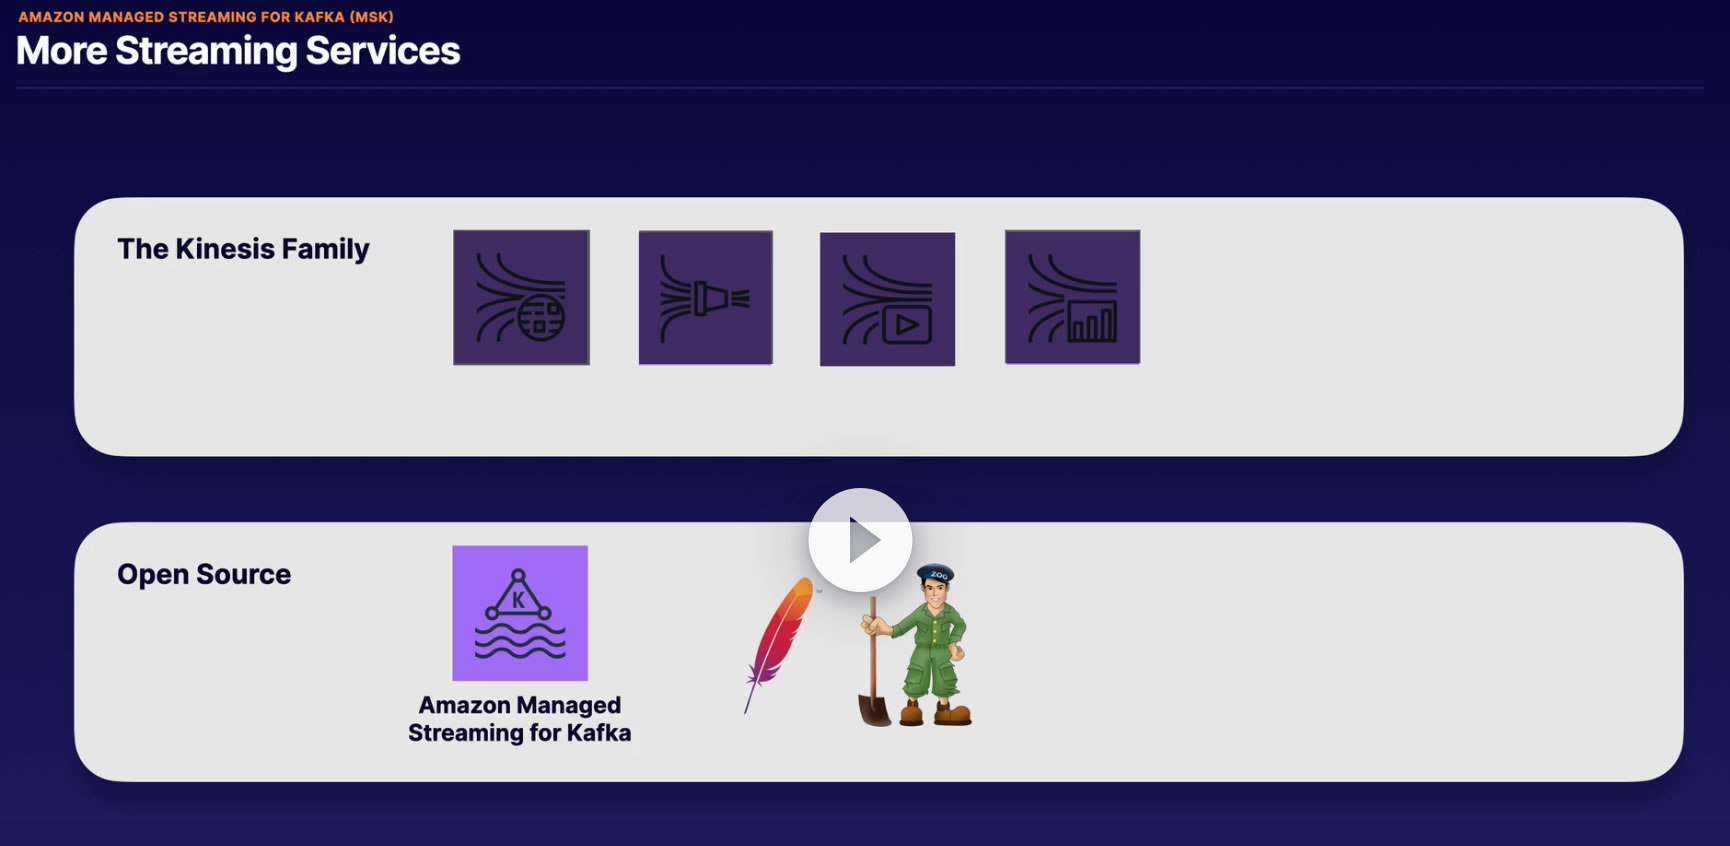 AMAZON MANAGED STREAMING FOR KAFKA (MSK)
More Streaming Services
The Kinesis Family
Open Source
K
Amazon Managed
Streaming for Kafka
TM
ZOO